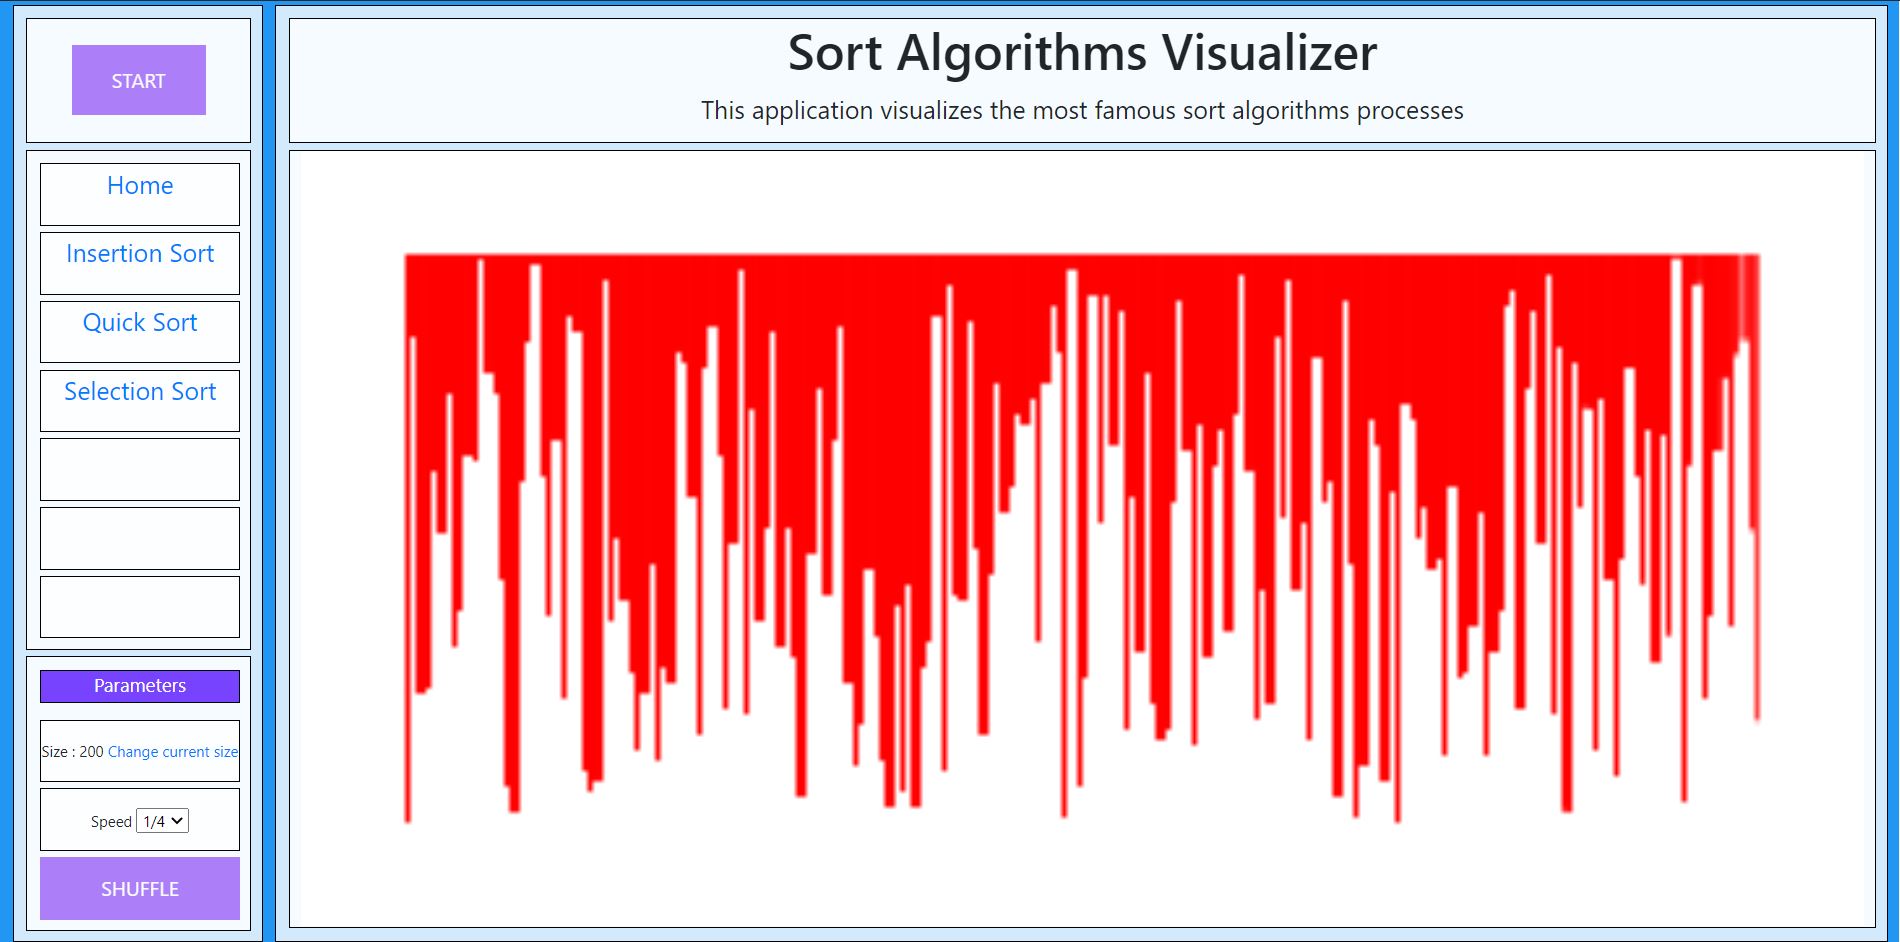 START
Home
Insertion Sort
Quick Sort
Selection Sort
Parameters
Size : 200 Change current size
Speed 1/4
SHUFFLE
Sort Algorithms Visualizer
This application visualizes the most famous sort algorithms processes